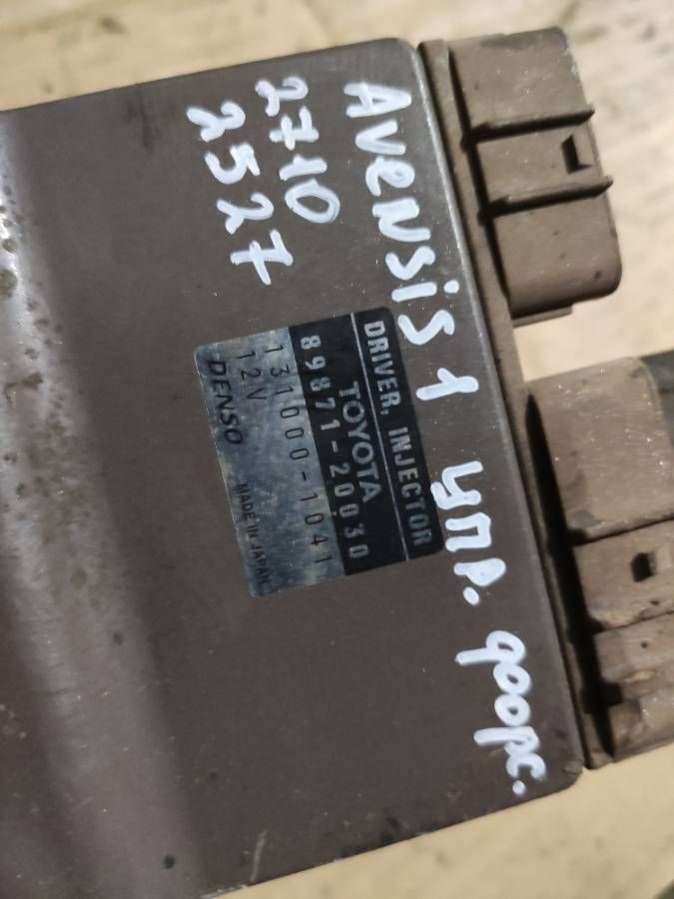 AVENSIS 1 упр. форс.
2710
2527
DRIVER, INJECTOR
TOYOTA
89871-20030
131000-1041
12V
DENSO MADE IN JAPAN